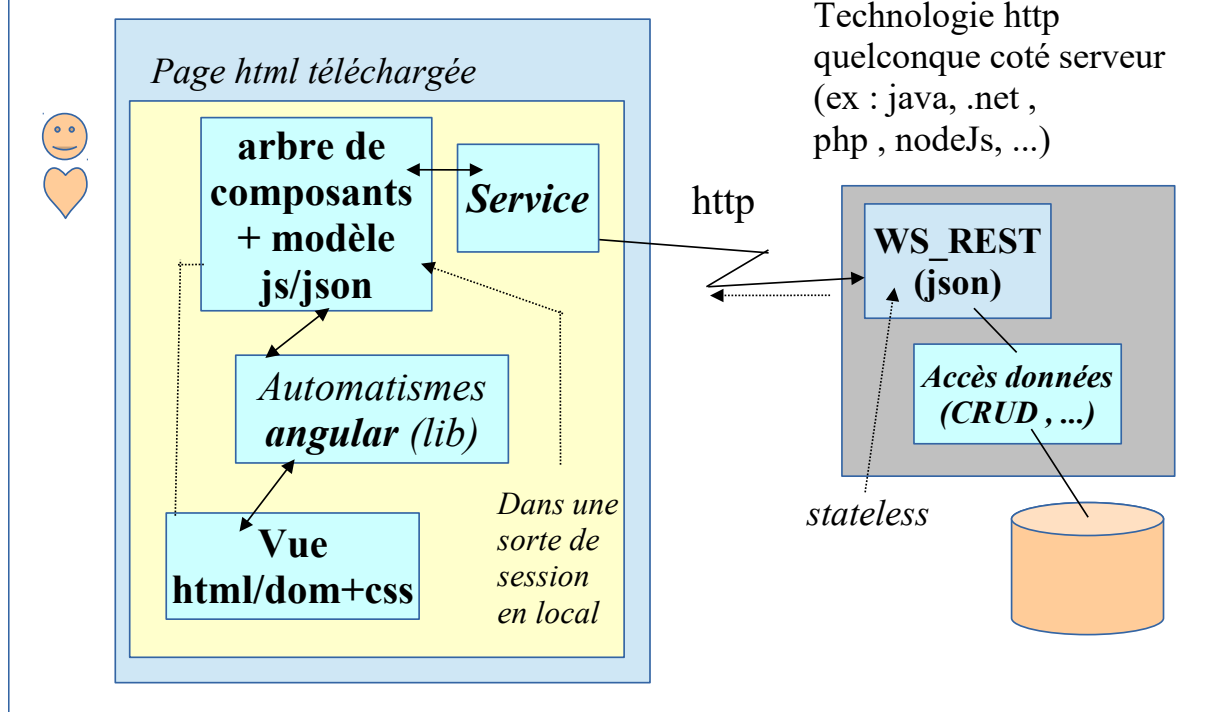 Technologie http
quelconque coté serveur
(ex : java, .net ,
php , nodeJs, ...)
Page html téléchargée
arbre de
composants
+ modèle
js/json
Service
http
WS_REST
(json)
Automatismes
angular (lib)
Accès données
(CRUD , ...)
Dans une
sorte de
session
en local
stateless
Vue
html/dom+css